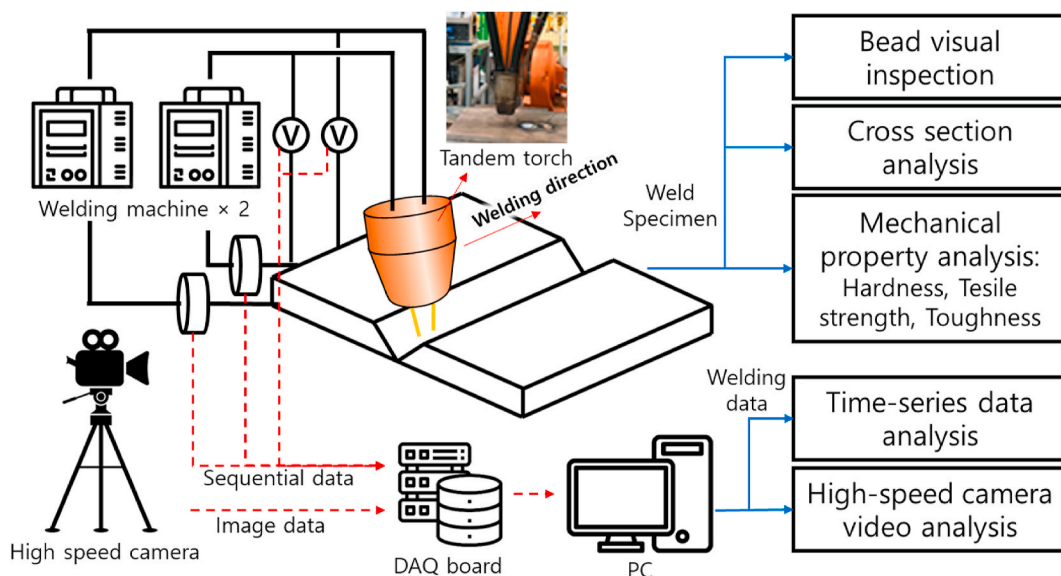 Bead visual
inspection
Cross section
analysis
Mechanical
property analysis:
Hardness, Tesile
strength, Toughness
Time-series data
analysis
High-speed camera
video analysis
V
V
Tandem torch
Welding direction
Weld
Specimen
Welding machine × 2
Welding
data
Sequential data
Image data
High speed camera
DAQ board
PC